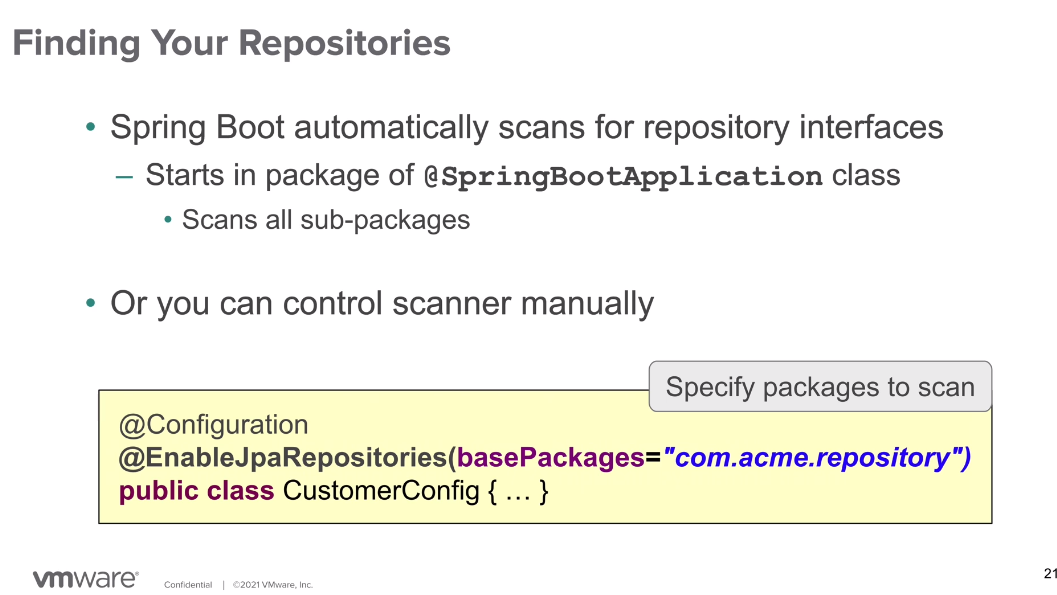 Finding Your Repositories
• Spring Boot automatically scans for repository interfaces
– Starts in package of @SpringBootApplication class
• Scans all sub-packages
• Or you can control scanner manually
Specify packages to scan
@Configuration
@EnableJpaRepositories(basePackages="com.acme.repository")
public class CustomerConfig { … }
vmware® Confidential | ©2021 VMware, Inc.
21